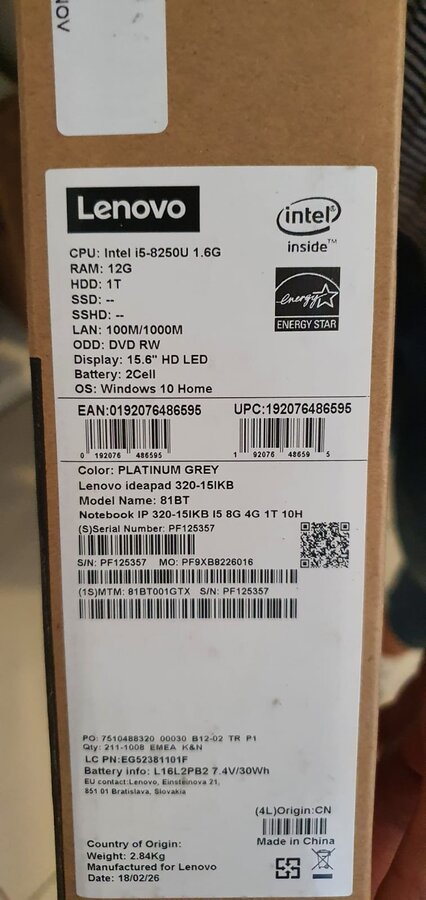 NOV
Lenovo
intel®
inside™
CPU: Intel i5-8250U 1.6G
RAM: 12G
HDD: 1T
SSD: --
SSHD: --
LAN: 100M/1000M
ODD: DVD RW
Display: 15.6" HD LED
Battery: 2Cell
OS: Windows 10 Home
energy
ENERGY STAR
EAN:0192076486595 UPC:192076486595
0 192076 486595 1 92076 48659 5
Color: PLATINUM GREY
Lenovo ideapad 320-15IKB
Model Name: 81BT
Notebook IP 320-15IKB I5 8G 4G 1T 10H
(S)Serial Number: PF125357
S/N: PF125357 MO: PF9XB8226016
(1S)MTM: 81BT001GTX S/N: PF125357
PO: 7510488320 00030 B12-02 TR P1
Qty: 211-1008 EMEA K&N
LC PN:EG52381101F
Battery info: L16L2PB2 7.4V/30Wh
EU contact:Lenovo, Einsteinova 21,
851 01 Bratislava, Slovakia
(4L)Origin:CN
Made in China
Country of Origin:
Weight: 2.84Kg
Manufactured for Lenovo
Date: 18/02/26